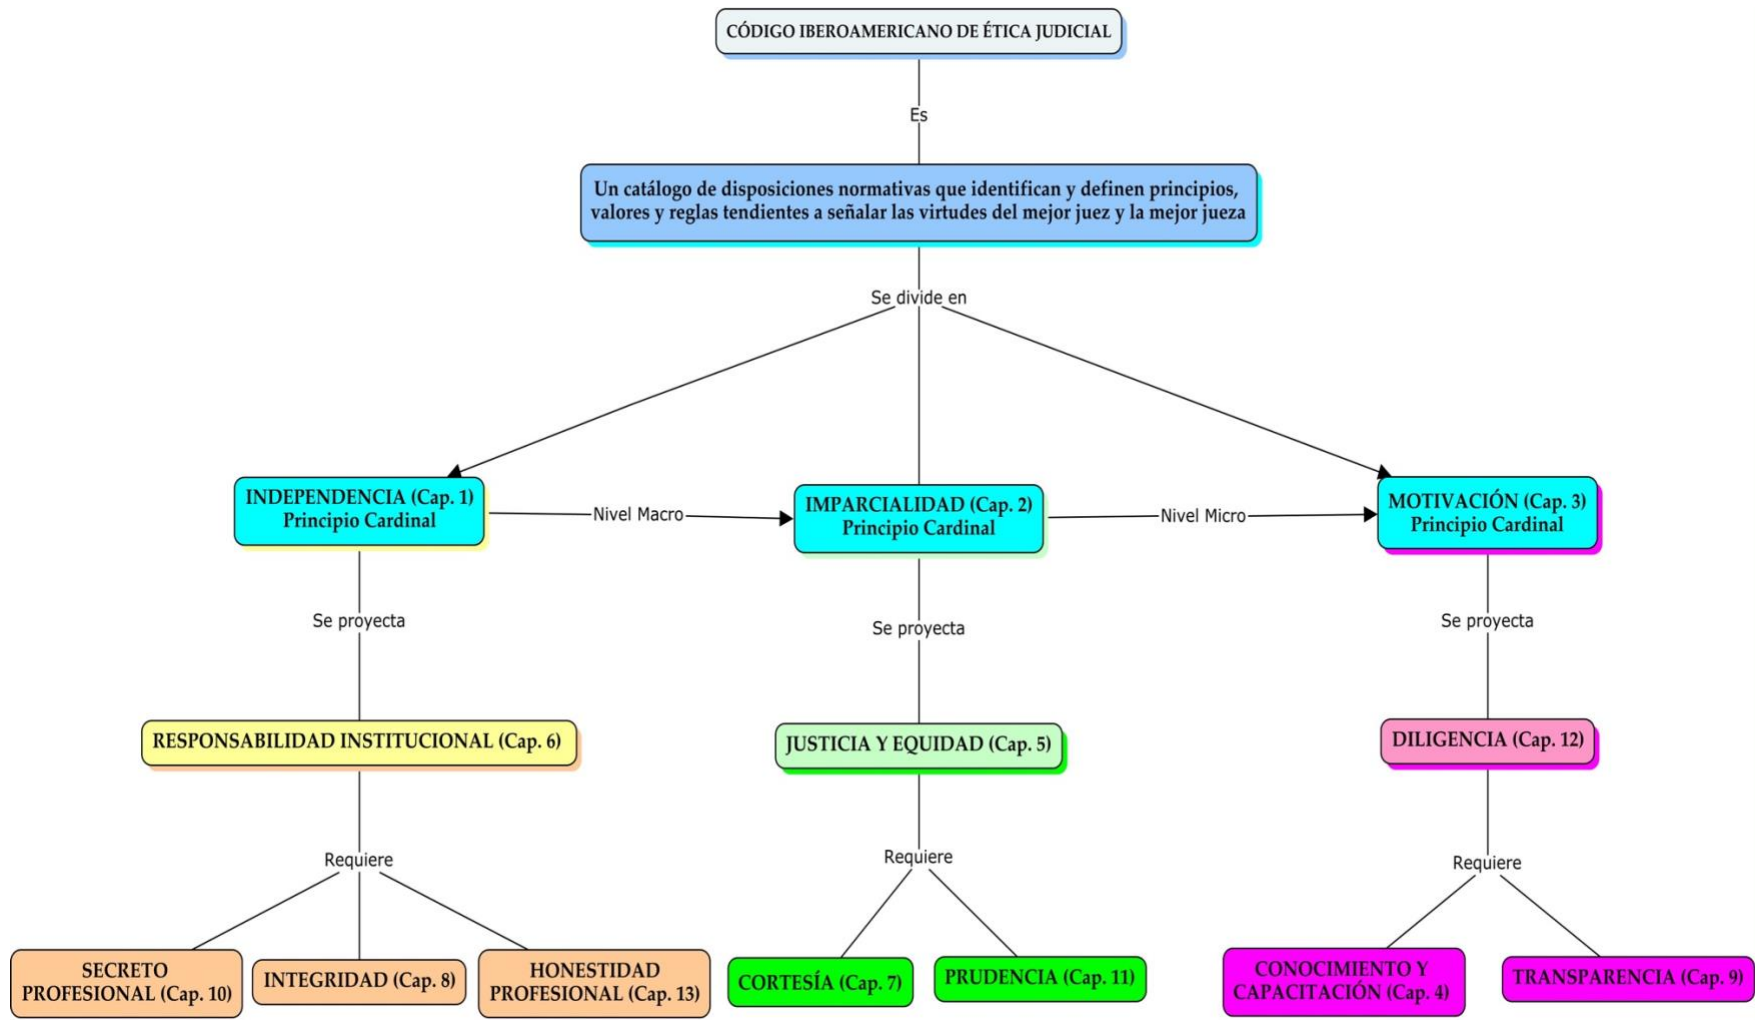 CÓDIGO IBEROAMERICANO DE ÉTICA JUDICIAL
Es
Un catálogo de disposiciones normativas que identifican y definen principios,
valores y reglas tendientes a señalar las virtudes del mejor juez y la mejor jueza
Se divide en
INDEPENDENCIA (Cap. 1)
Principio Cardinal
Nivel Macro
IMPARCIALIDAD (Cap. 2)
Principio Cardinal
Nivel Micro
MOTIVACIÓN (Cap. 3)
Principio Cardinal
Se proyecta
Se proyecta
Se proyecta
RESPONSABILIDAD INSTITUCIONAL (Cap. 6)
JUSTICIA Y EQUIDAD (Cap. 5)
DILIGENCIA (Cap. 12)
Requiere
Requiere
Requiere
SECRETO
PROFESIONAL (Cap. 10)
INTEGRIDAD (Cap. 8)
HONESTIDAD
PROFESIONAL (Cap. 13)
CORTESÍA (Cap. 7)
PRUDENCIA (Cap. 11)
CONOCIMIENTO Y
CAPACITACIÓN (Cap. 4)
TRANSPARENCIA (Cap. 9)